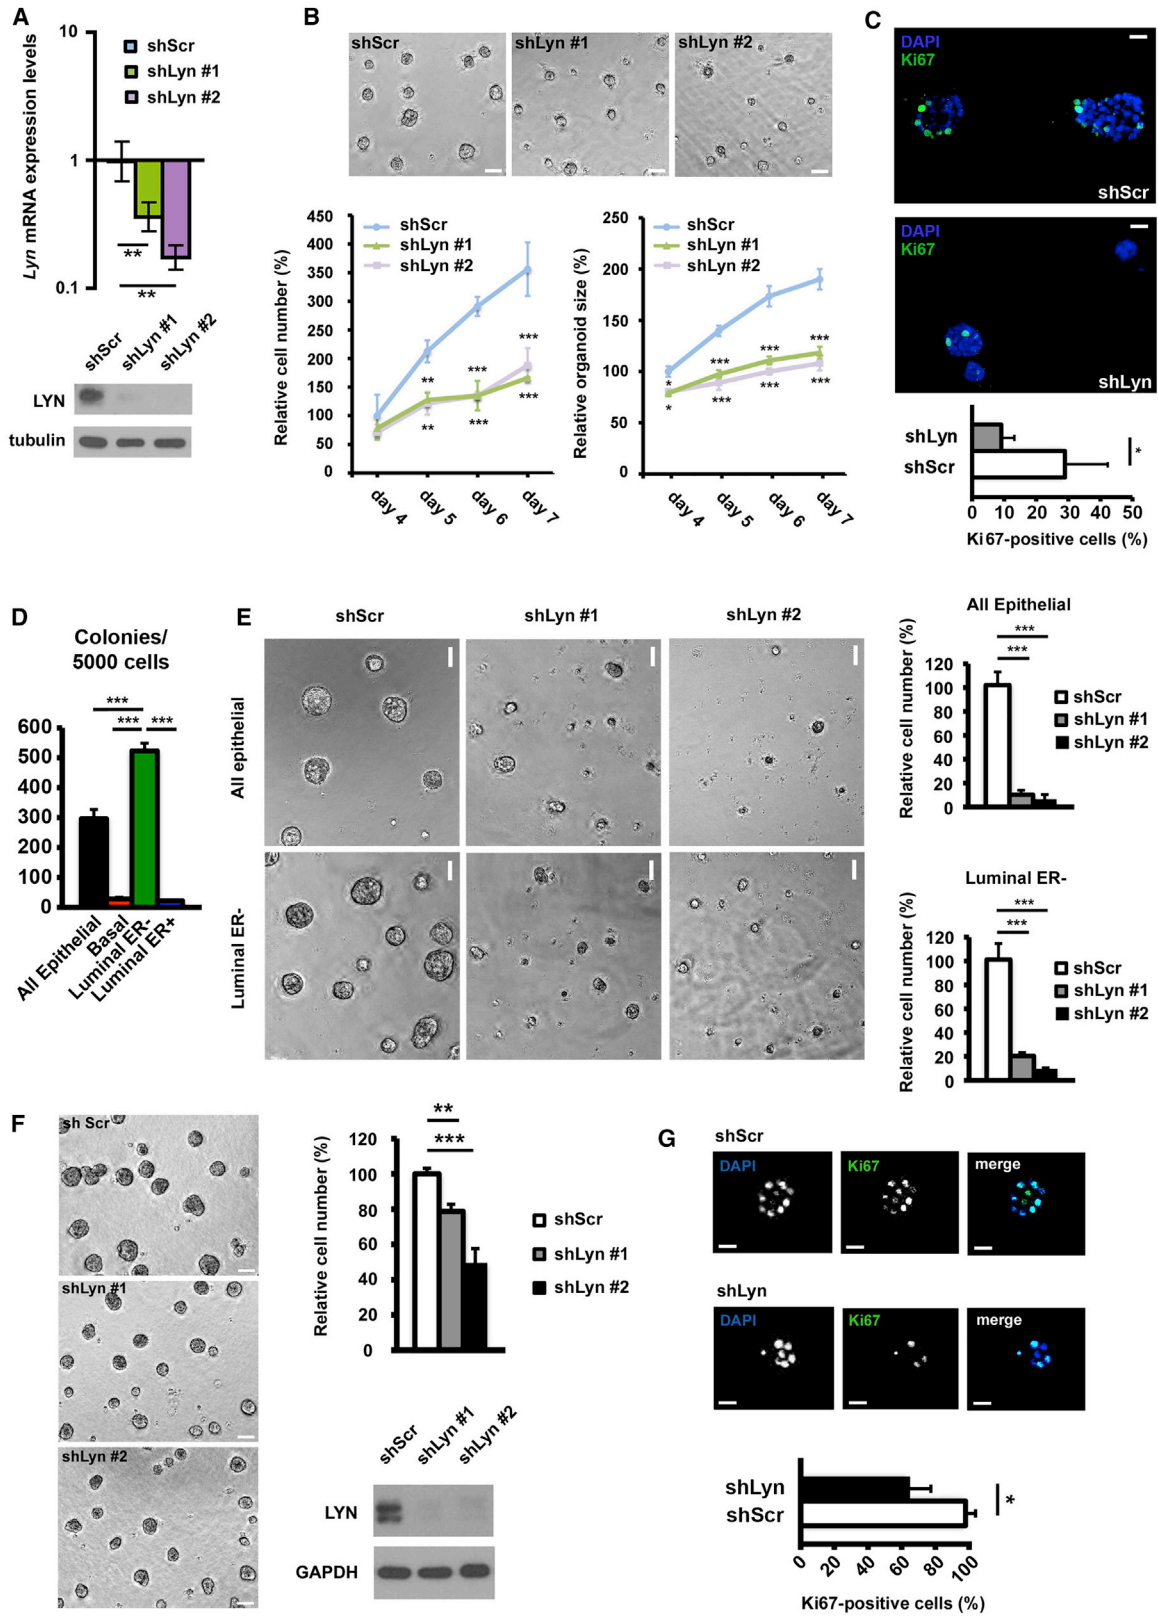 A
Lyn mRNA expression levels
10
1
0.1
shScr
shLyn #1
shLyn #2
**
**
shScr
shLyn #1
shLyn #2
LYN
tubulin
B
shScr
shLyn #1
shLyn #2
Relative cell number (%)
450
400
350
300
250
200
150
100
50
0
shScr
shLyn #1
shLyn #2
**
***
***
**
***
***
day 4
day 5
day 6
day 7
Relative organoid size (%)
250
200
150
100
50
0
shScr
shLyn #1
shLyn #2
*
***
***
***
*
***
***
***
day 4
day 5
day 6
day 7
C
DAPI
Ki67
shScr
DAPI
Ki67
shLyn
shLyn
shScr
*
0 10 20 30 40 50
Ki67-positive cells (%)
D
Colonies/
5000 cells
***
*** ***
600
500
400
300
200
100
0
All Epithelial
Basal
Luminal ER-
Luminal ER+
E
shScr
shLyn #1
shLyn #2
All epithelial
Luminal ER-
All Epithelial
Relative cell number (%)
***
***
120
100
80
60
40
20
0
shScr
shLyn #1
shLyn #2
Luminal ER-
Relative cell number (%)
***
***
120
100
80
60
40
20
0
shScr
shLyn #1
shLyn #2
F
sh Scr
shLyn #1
shLyn #2
Relative cell number (%)
**
***
120
100
80
60
40
20
0
shScr
shLyn #1
shLyn #2
shScr
shLyn #1
shLyn #2
LYN
GAPDH
G
shScr
DAPI
Ki67
merge
shLyn
DAPI
Ki67
merge
shLyn
shScr
*
0 20 40 60 80 100
Ki67-positive cells (%)